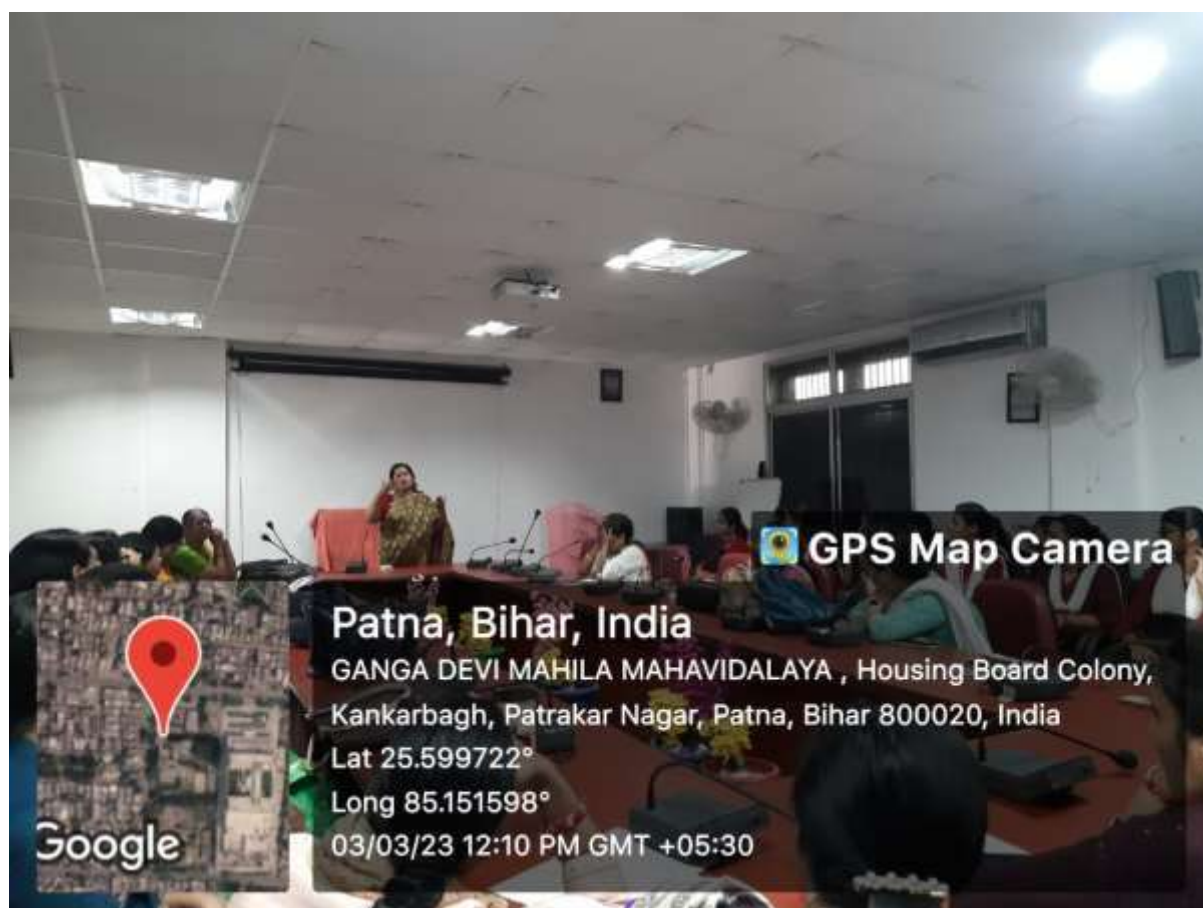 GPS Map Camera
Patna, Bihar, India
GANGA DEVI MAHILA MAHAVIDALAYA , Housing Board Colony,
Kankarbagh, Patrakar Nagar, Patna, Bihar 800020, India
Lat 25.599722°
Long 85.151598°
03/03/23 12:10 PM GMT +05:30
Google